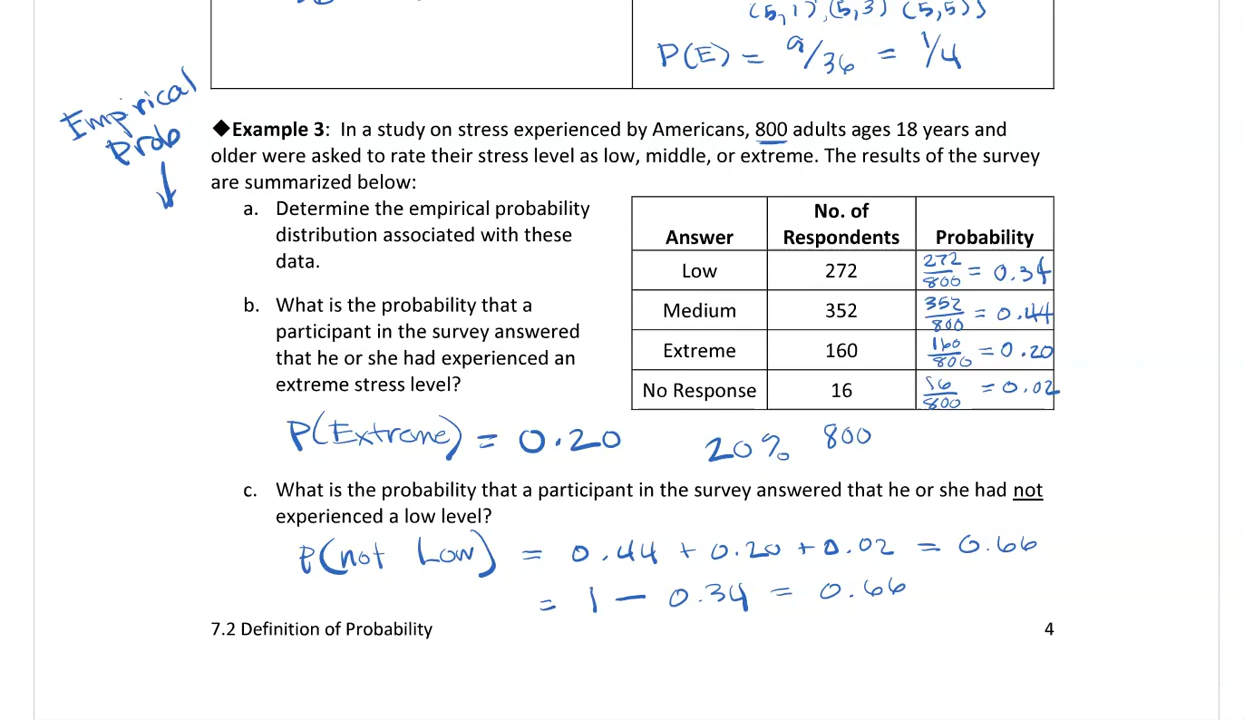 (5,1), (5,3) (5,5)}
P(E) = 9/36 = 1/4
Empirical
Prob
↓
◆Example 3: In a study on stress experienced by Americans, 800 adults ages 18 years and
older were asked to rate their stress level as low, middle, or extreme. The results of the survey
are summarized below:
a. Determine the empirical probability
distribution associated with these
data.
b. What is the probability that a
participant in the survey answered
that he or she had experienced an
extreme stress level?
Answer No. of Respondents Probability
Low 272 272/800 = 0.34
Medium 352 352/800 = 0.44
Extreme 160 160/800 = 0.20
No Response 16 16/800 = 0.02
P(Extreme) = 0.20 20% 800
c. What is the probability that a participant in the survey answered that he or she had not
experienced a low level?
P(not Low) = 0.44 + 0.20 + 0.02 = 0.66
= 1 − 0.34 = 0.66
7.2 Definition of Probability 4